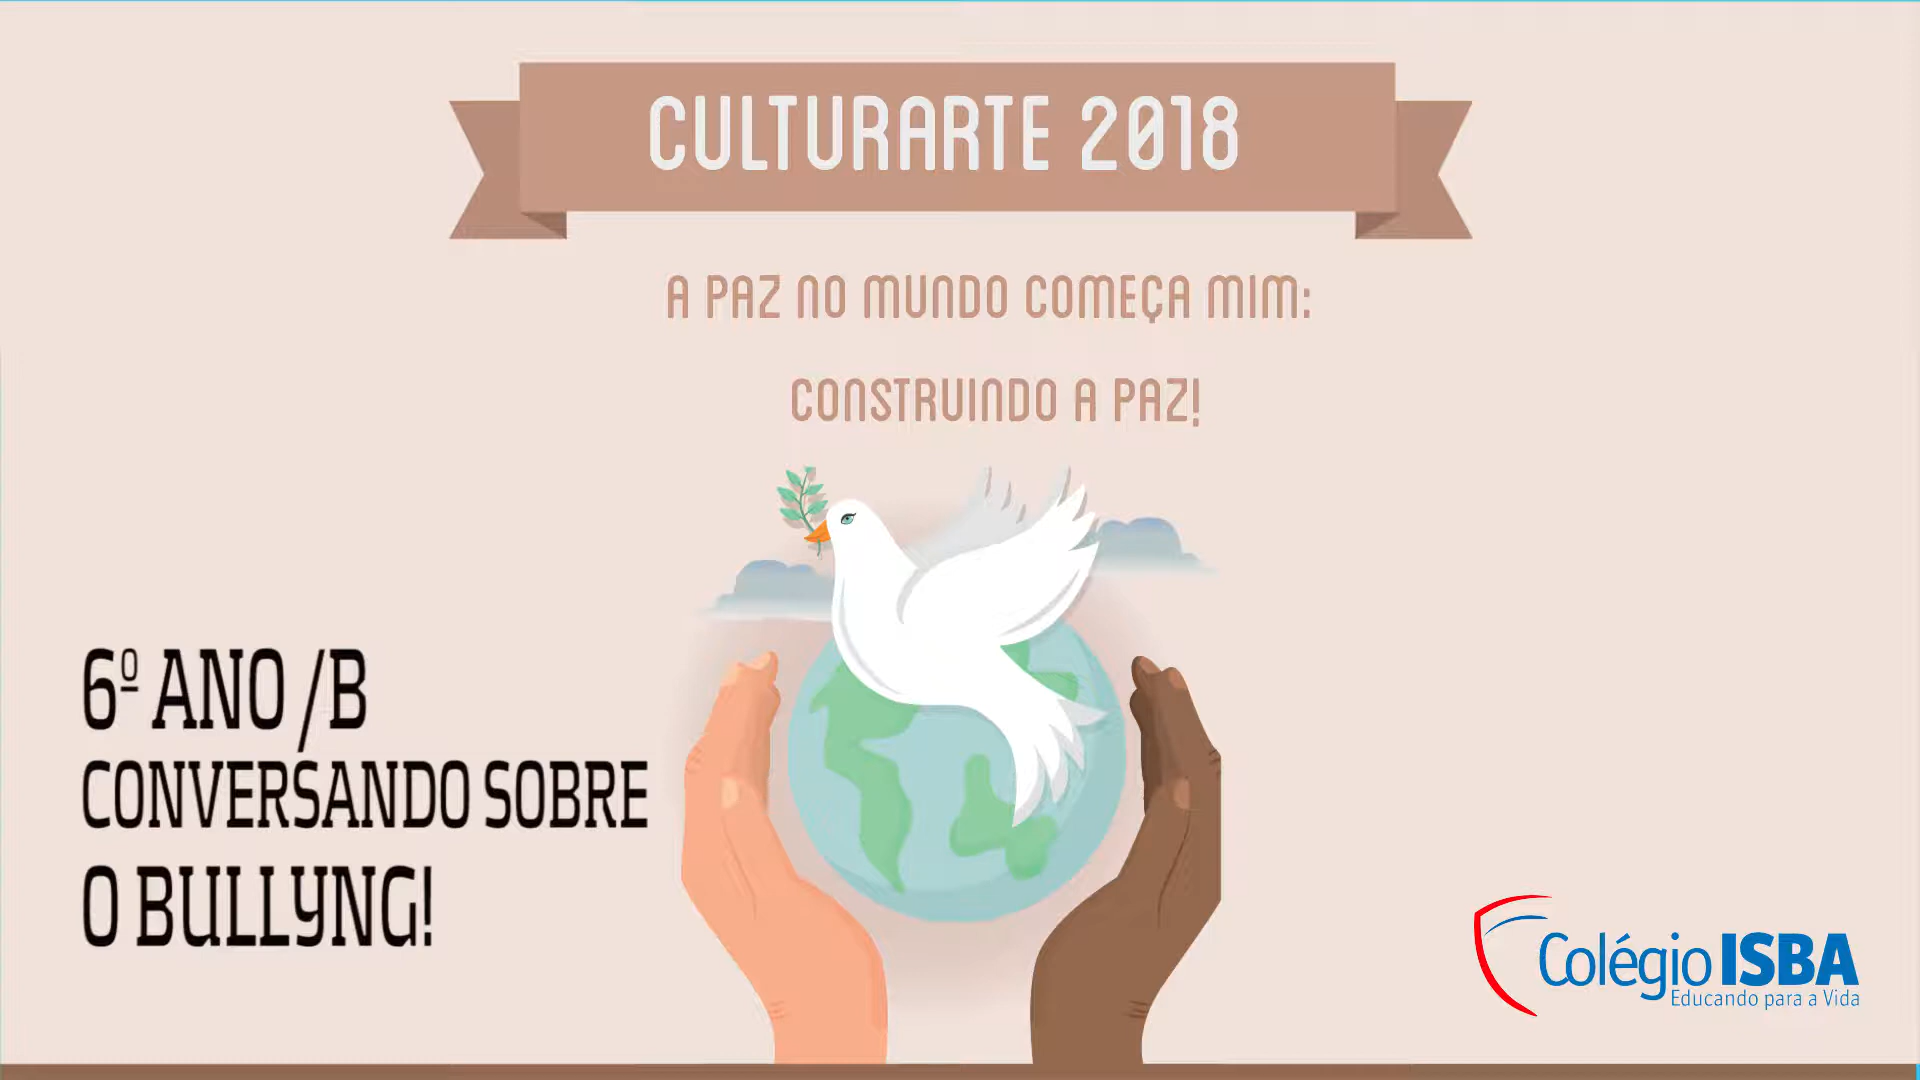 CULTURARTE 2018
A PAZ NO MUNDO COMEÇA MIM:
CONSTRUINDO A PAZ!
6º ANO /B
CONVERSANDO SOBRE
O BULLYNG!
Colégio ISBA
Educando para a Vida